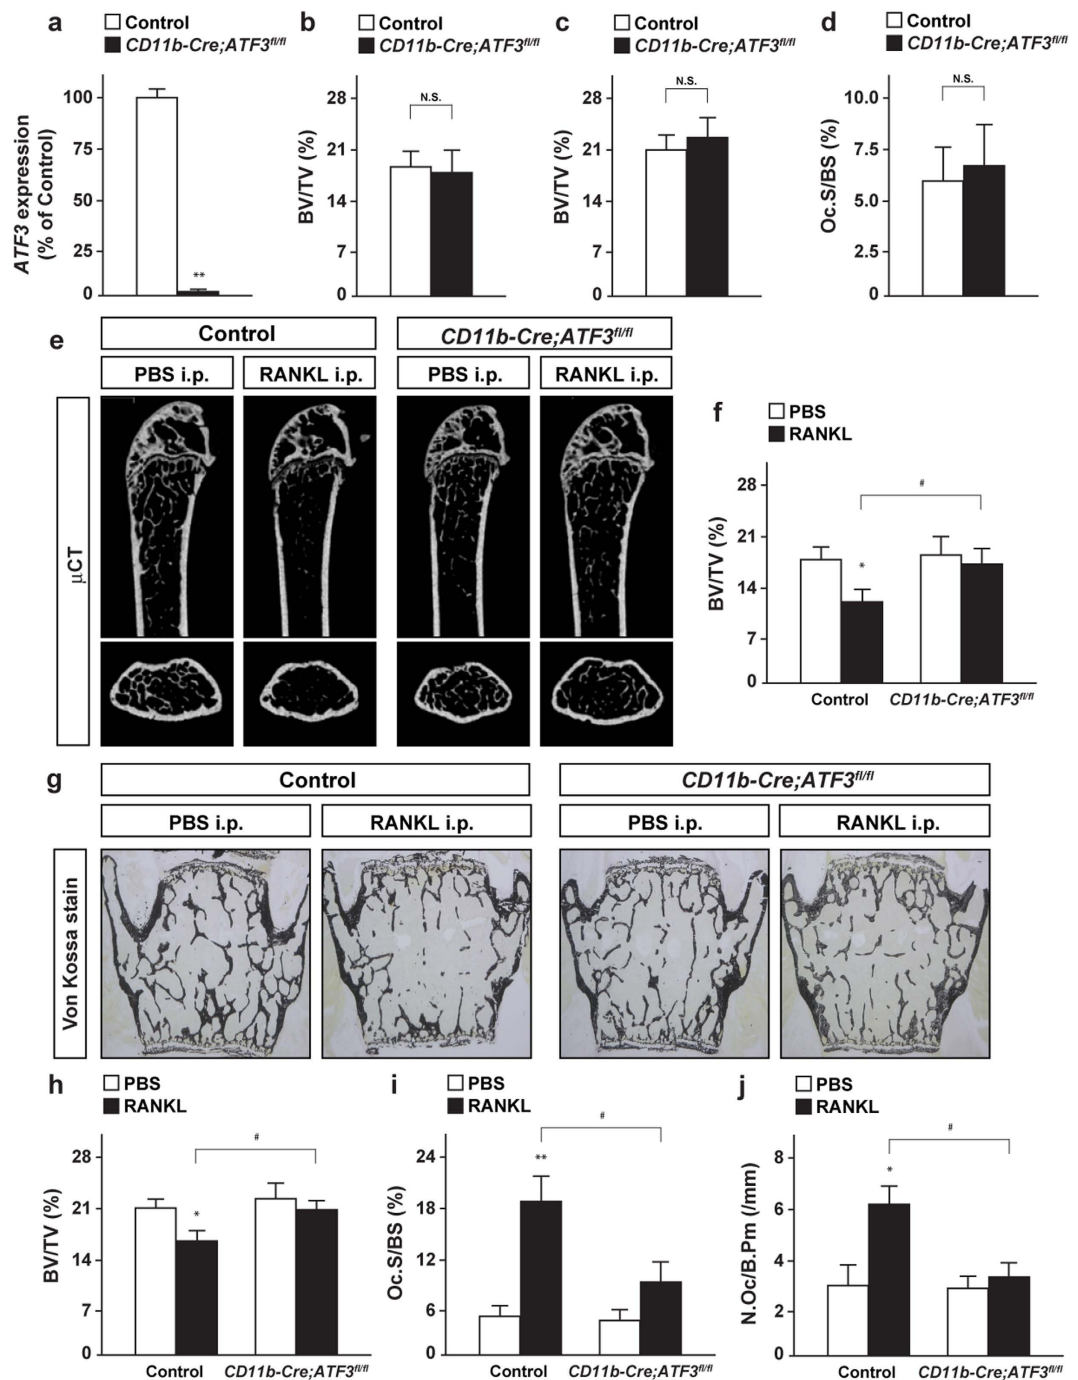 a
Control
CD11b-Cre;ATF3fl/fl
ATF3 expression
(% of Control)
100
75
50
25
0
**
b
Control
CD11b-Cre;ATF3fl/fl
BV/TV (%)
28
21
14
7
0
N.S.
c
Control
CD11b-Cre;ATF3fl/fl
BV/TV (%)
28
21
14
7
0
N.S.
d
Control
CD11b-Cre;ATF3fl/fl
Oc.S/BS (%)
10.0
7.5
5.0
2.5
0
N.S.
e
Control
CD11b-Cre;ATF3fl/fl
PBS i.p.
RANKL i.p.
PBS i.p.
RANKL i.p.
μCT
f
PBS
RANKL
BV/TV (%)
28
21
14
7
0
*
#
Control
CD11b-Cre;ATF3fl/fl
g
Control
CD11b-Cre;ATF3fl/fl
PBS i.p.
RANKL i.p.
PBS i.p.
RANKL i.p.
Von Kossa stain
h
PBS
RANKL
BV/TV (%)
28
21
14
7
0
*
#
Control
CD11b-Cre;ATF3fl/fl
i
PBS
RANKL
Oc.S/BS (%)
24
18
12
6
0
**
#
Control
CD11b-Cre;ATF3fl/fl
j
PBS
RANKL
N.Oc/B.Pm (/mm)
8
6
4
2
0
*
#
Control
CD11b-Cre;ATF3fl/fl